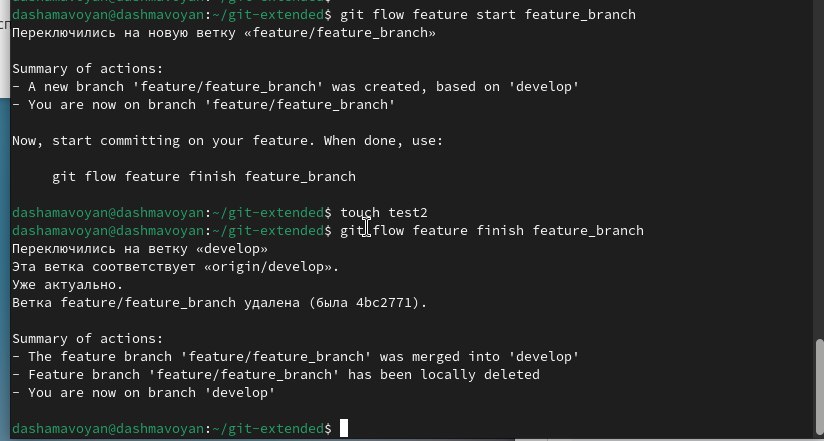 dashamavoyan@dashmavoyan:~/git-extended$ git flow feature start feature_branch
Переключились на новую ветку «feature/feature_branch»
Summary of actions:
- A new branch 'feature/feature_branch' was created, based on 'develop'
- You are now on branch 'feature/feature_branch'
Now, start committing on your feature. When done, use:
git flow feature finish feature_branch
dashamavoyan@dashmavoyan:~/git-extended$ touch test2
dashamavoyan@dashmavoyan:~/git-extended$ git flow feature finish feature_branch
Переключились на ветку «develop»
Эта ветка соответствует «origin/develop».
Уже актуально.
Ветка feature/feature_branch удалена (была 4bc2771).
Summary of actions:
- The feature branch 'feature/feature_branch' was merged into 'develop'
- Feature branch 'feature/feature_branch' has been locally deleted
- You are now on branch 'develop'
dashamavoyan@dashmavoyan:~/git-extended$